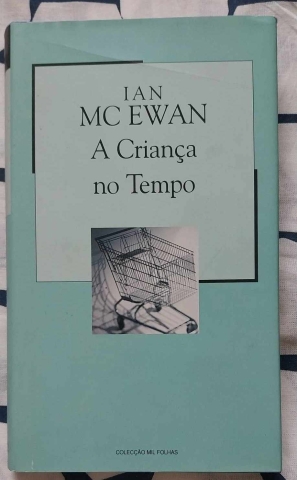 IAN
MC EWAN
A Criança
no Tempo
COLECÇÃO MIL FOLHAS